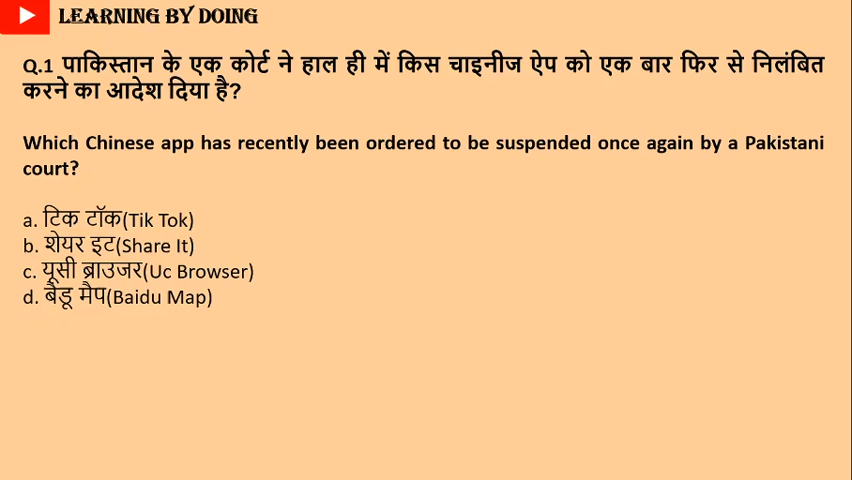 LEARNING BY DOING
Q.1 पाकिस्तान के एक कोर्ट ने हाल ही में किस चाइनीज ऐप को एक बार फिर से निलंबित
करने का आदेश दिया है?
Which Chinese app has recently been ordered to be suspended once again by a Pakistani
court?
a. टिक टॉक(Tik Tok)
b. शेयर इट(Share It)
c. यूसी ब्राउजर(Uc Browser)
d. बैडू मैप(Baidu Map)